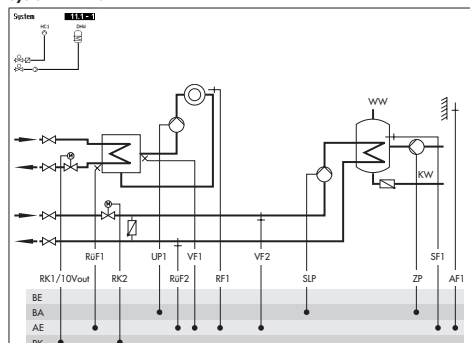 System 11.1 - 1
HC1 DHW
WW
KW
RüF1 UP1 VF1 VF2 SF1
RK1/10Vout RK2 RüF2 RF1 SLP ZP AF1
BE
BA
AE
RK